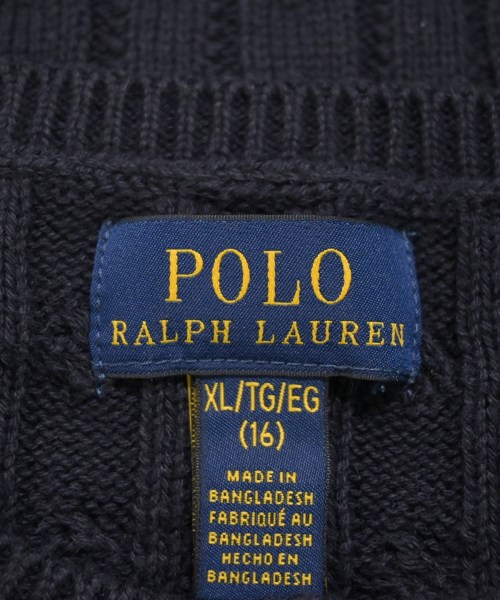 POLO
RALPH LAUREN
XL/TG/EG
(16)
MADE IN
BANGLADESH
FABRIQUÉ AU
BANGLADESH
HECHO EN
BANGLADESH